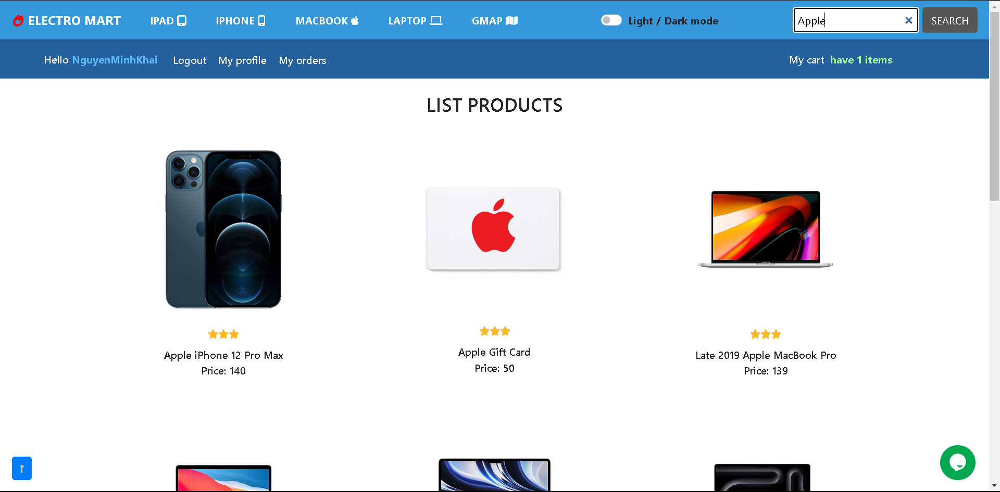 ELECTRO MART IPAD IPHONE MACBOOK LAPTOP GMAP Light / Dark mode Apple × SEARCH
Hello NguyenMinhKhai Logout My profile My orders My cart have 1 items
LIST PRODUCTS
Apple iPhone 12 Pro Max
Price: 140
Apple Gift Card
Price: 50
Late 2019 Apple MacBook Pro
Price: 139
↑